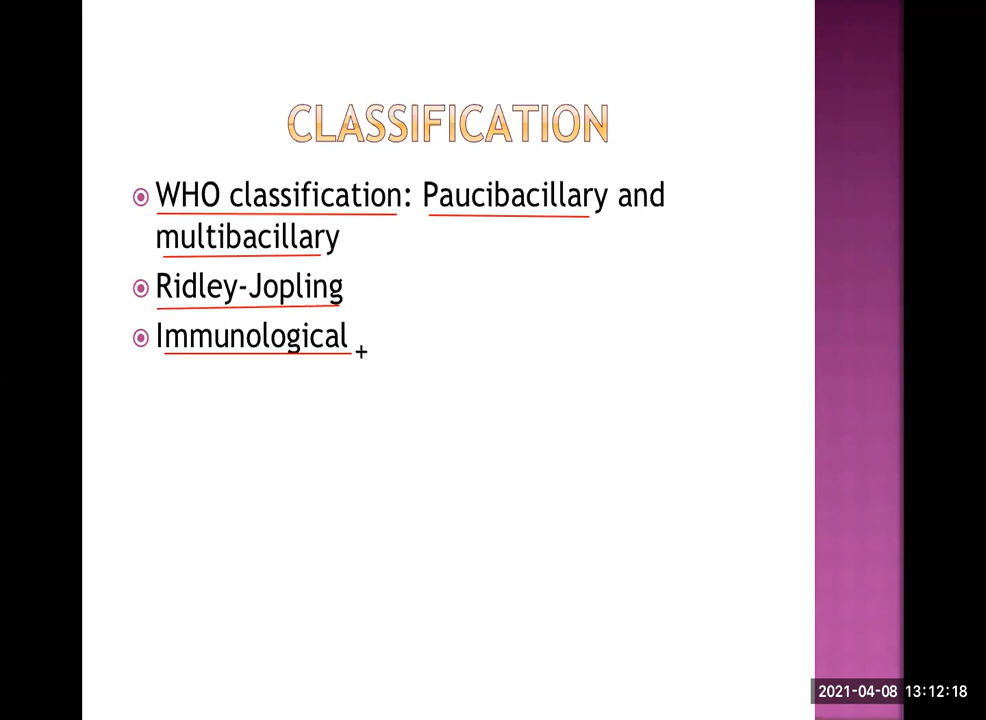 CLASSIFICATION
WHO classification: Paucibacillary and
multibacillary
Ridley-Jopling
Immunological
2021-04-08 13:12:18